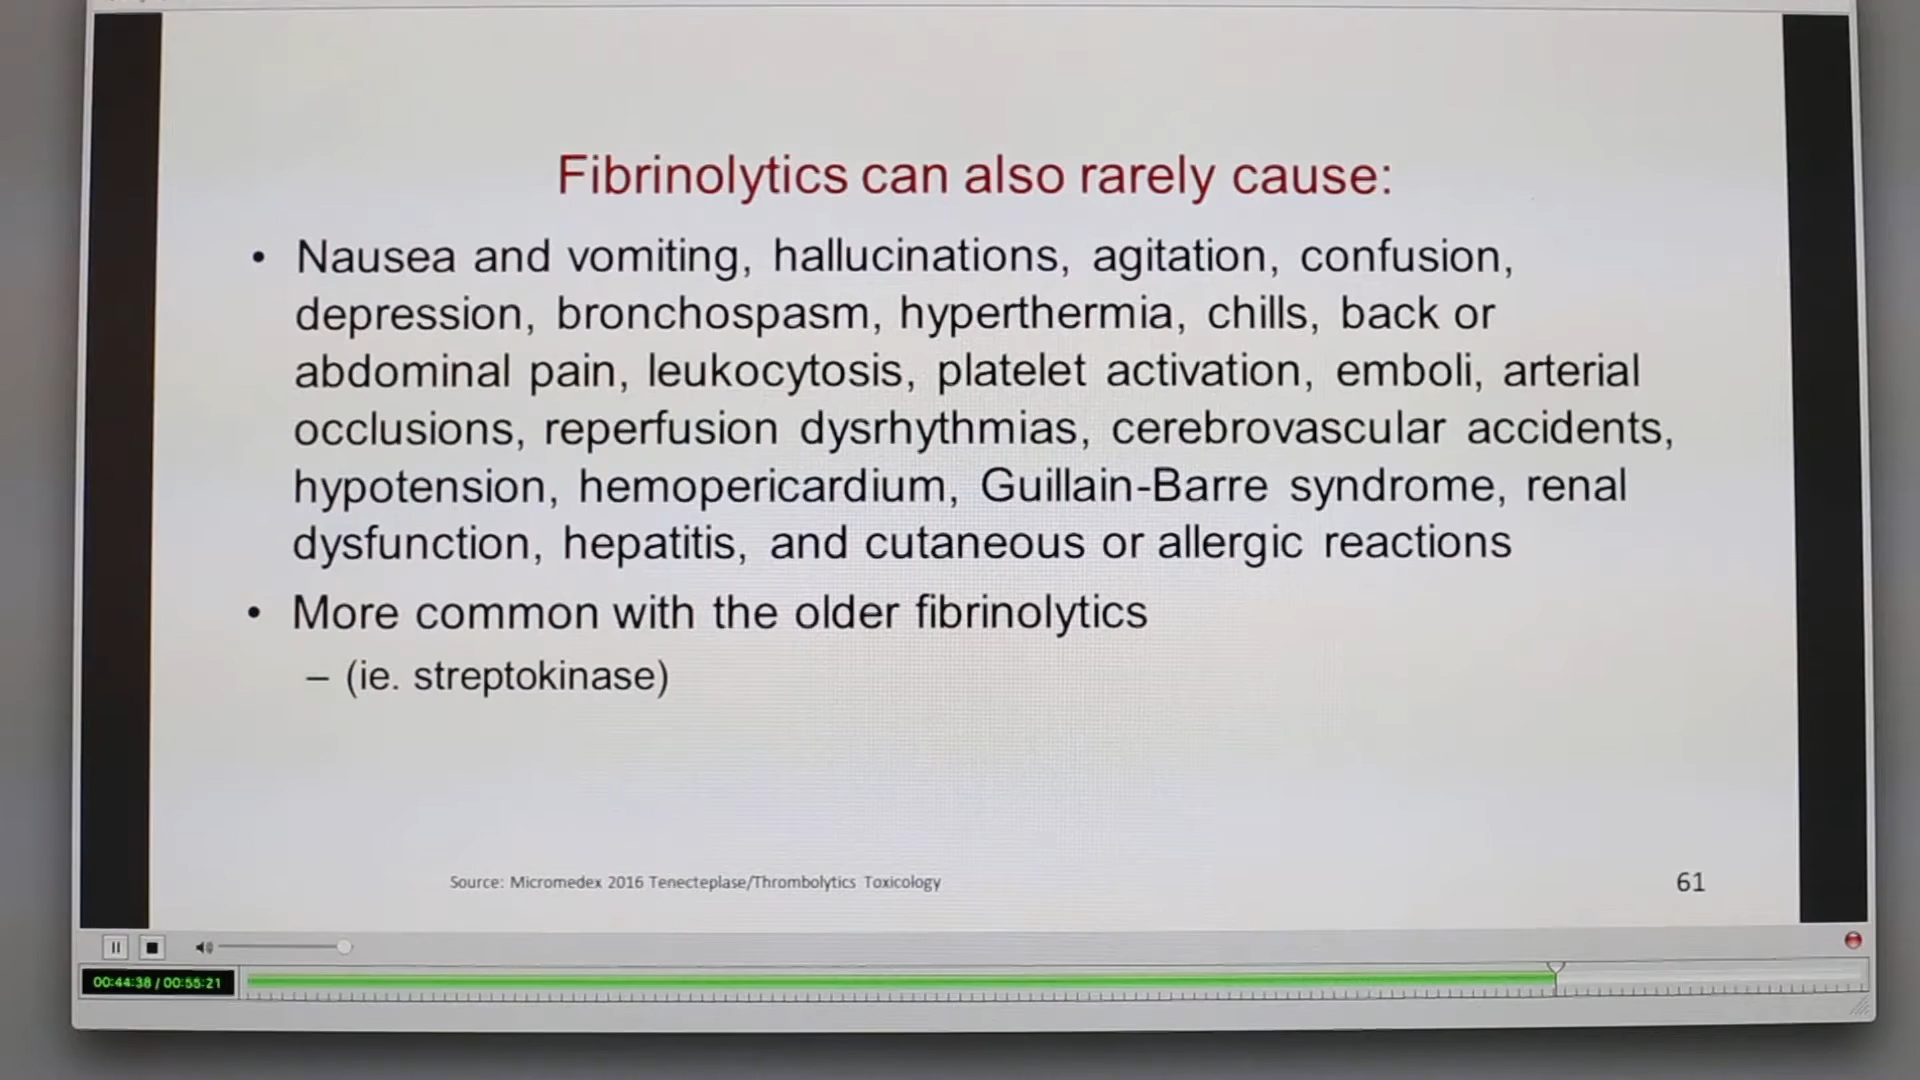 Fibrinolytics can also rarely cause:
• Nausea and vomiting, hallucinations, agitation, confusion,
depression, bronchospasm, hyperthermia, chills, back or
abdominal pain, leukocytosis, platelet activation, emboli, arterial
occlusions, reperfusion dysrhythmias, cerebrovascular accidents,
hypotension, hemopericardium, Guillain-Barre syndrome, renal
dysfunction, hepatitis, and cutaneous or allergic reactions
• More common with the older fibrinolytics
– (ie. streptokinase)
Source: Micromedex 2016 Tenecteplase/Thrombolytics Toxicology
61
00:44:38 / 00:55:21